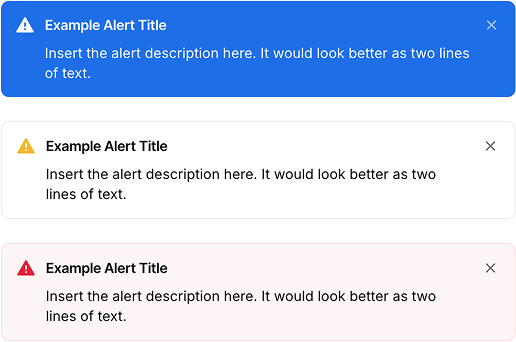 Example Alert Title
Insert the alert description here. It would look better as two lines
of text.
Example Alert Title
Insert the alert description here. It would look better as two
lines of text.
Example Alert Title
Insert the alert description here. It would look better as two
lines of text.